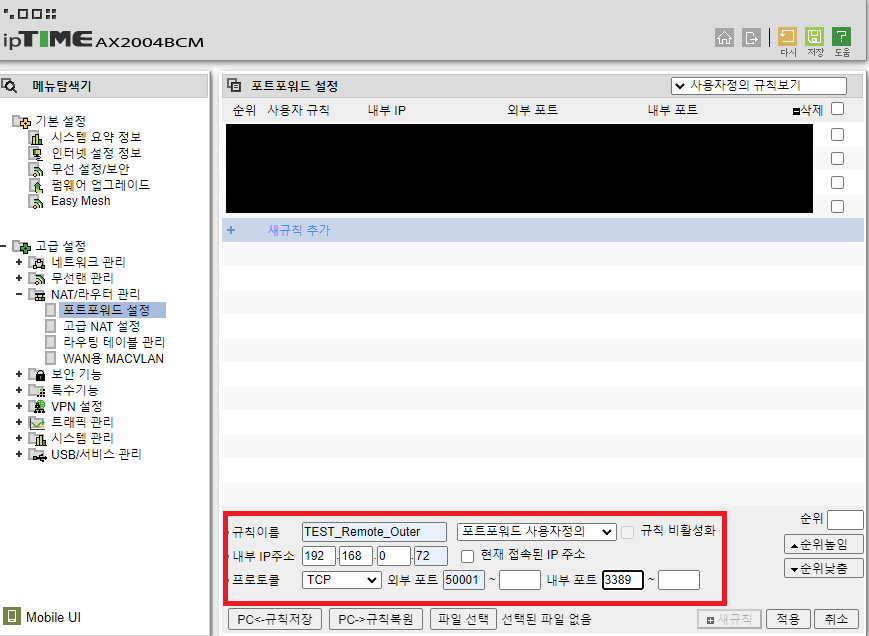 ipTIME AX2004BCM
다시 저장 도움
메뉴탐색기
기본 설정
시스템 요약 정보
인터넷 설정 정보
무선 설정/보안
펌웨어 업그레이드
Easy Mesh
고급 설정
네트워크 관리
무선랜 관리
NAT/라우터 관리
포트포워드 설정
고급 NAT 설정
라우팅 테이블 관리
WAN용 MACVLAN
보안 기능
특수기능
VPN 설정
트래픽 관리
시스템 관리
USB/서비스 관리
Mobile UI
포트포워드 설정 사용자정의 규칙보기
순위 사용자 규칙 내부 IP 외부 포트 내부 포트 삭제
+ 새규칙 추가
규칙이름 TEST_Remote_Outer 포트포워드 사용자정의 규칙 비활성화
내부 IP주소 192 . 168 . 0 . 72 현재 접속된 IP 주소
프로토콜 TCP 외부 포트 50001 ~ 내부 포트 3389 ~
순위
▲순위높임
▼순위낮춤
PC<-규칙저장 PC->규칙복원 파일 선택 선택된 파일 없음 새규칙 적용 취소